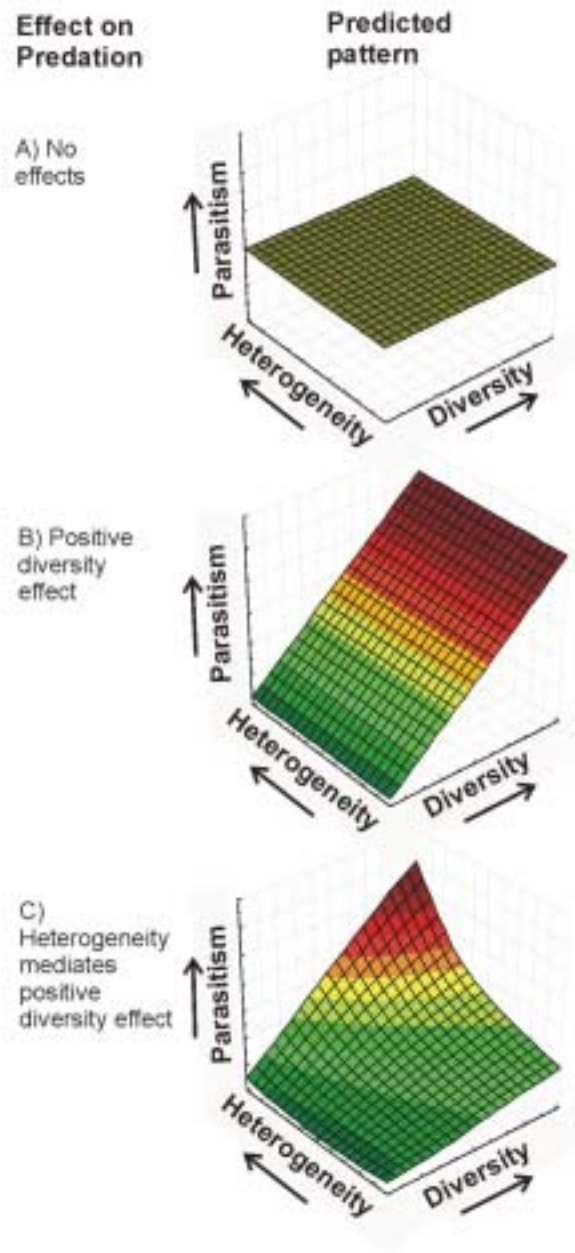 Effect on
Predation
Predicted
pattern
A) No
effects
Parasitism
Heterogeneity
Diversity
B) Positive
diversity
effect
Parasitism
Heterogeneity
Diversity
C)
Heterogeneity
mediates
positive
diversity effect
Parasitism
Heterogeneity
Diversity